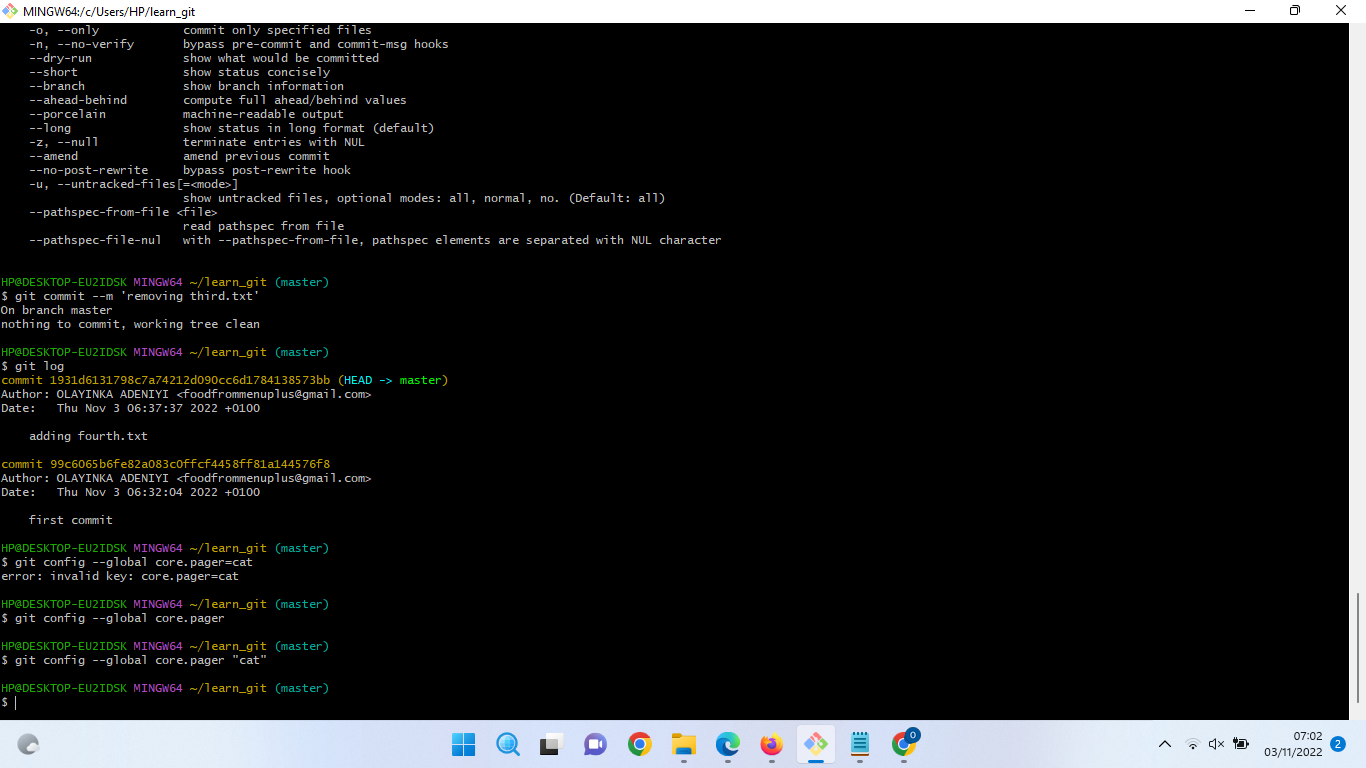 MINGW64:/c/Users/HP/learn_git
-o, --only commit only specified files
-n, --no-verify bypass pre-commit and commit-msg hooks
--dry-run show what would be committed
--short show status concisely
--branch show branch information
--ahead-behind compute full ahead/behind values
--porcelain machine-readable output
--long show status in long format (default)
-z, --null terminate entries with NUL
--amend amend previous commit
--no-post-rewrite bypass post-rewrite hook
-u, --untracked-files[=<mode>]
show untracked files, optional modes: all, normal, no. (Default: all)
--pathspec-from-file <file>
read pathspec from file
--pathspec-file-nul with --pathspec-from-file, pathspec elements are separated with NUL character
HP@DESKTOP-EU2IDSK MINGW64 ~/learn_git (master)
$ git commit --m 'removing third.txt'
On branch master
nothing to commit, working tree clean
HP@DESKTOP-EU2IDSK MINGW64 ~/learn_git (master)
$ git log
commit 1931d6131798c7a74212d090cc6d1784138573bb (HEAD -> master)
Author: OLAYINKA ADENIYI <foodfrommenuplus@gmail.com>
Date: Thu Nov 3 06:37:37 2022 +0100
adding fourth.txt
commit 99c6065b6fe82a083c0ffcf4458ff81a144576f8
Author: OLAYINKA ADENIYI <foodfrommenuplus@gmail.com>
Date: Thu Nov 3 06:32:04 2022 +0100
first commit
HP@DESKTOP-EU2IDSK MINGW64 ~/learn_git (master)
$ git config --global core.pager=cat
error: invalid key: core.pager=cat
HP@DESKTOP-EU2IDSK MINGW64 ~/learn_git (master)
$ git config --global core.pager
HP@DESKTOP-EU2IDSK MINGW64 ~/learn_git (master)
$ git config --global core.pager "cat"
HP@DESKTOP-EU2IDSK MINGW64 ~/learn_git (master)
$
0
07:02
03/11/2022
2